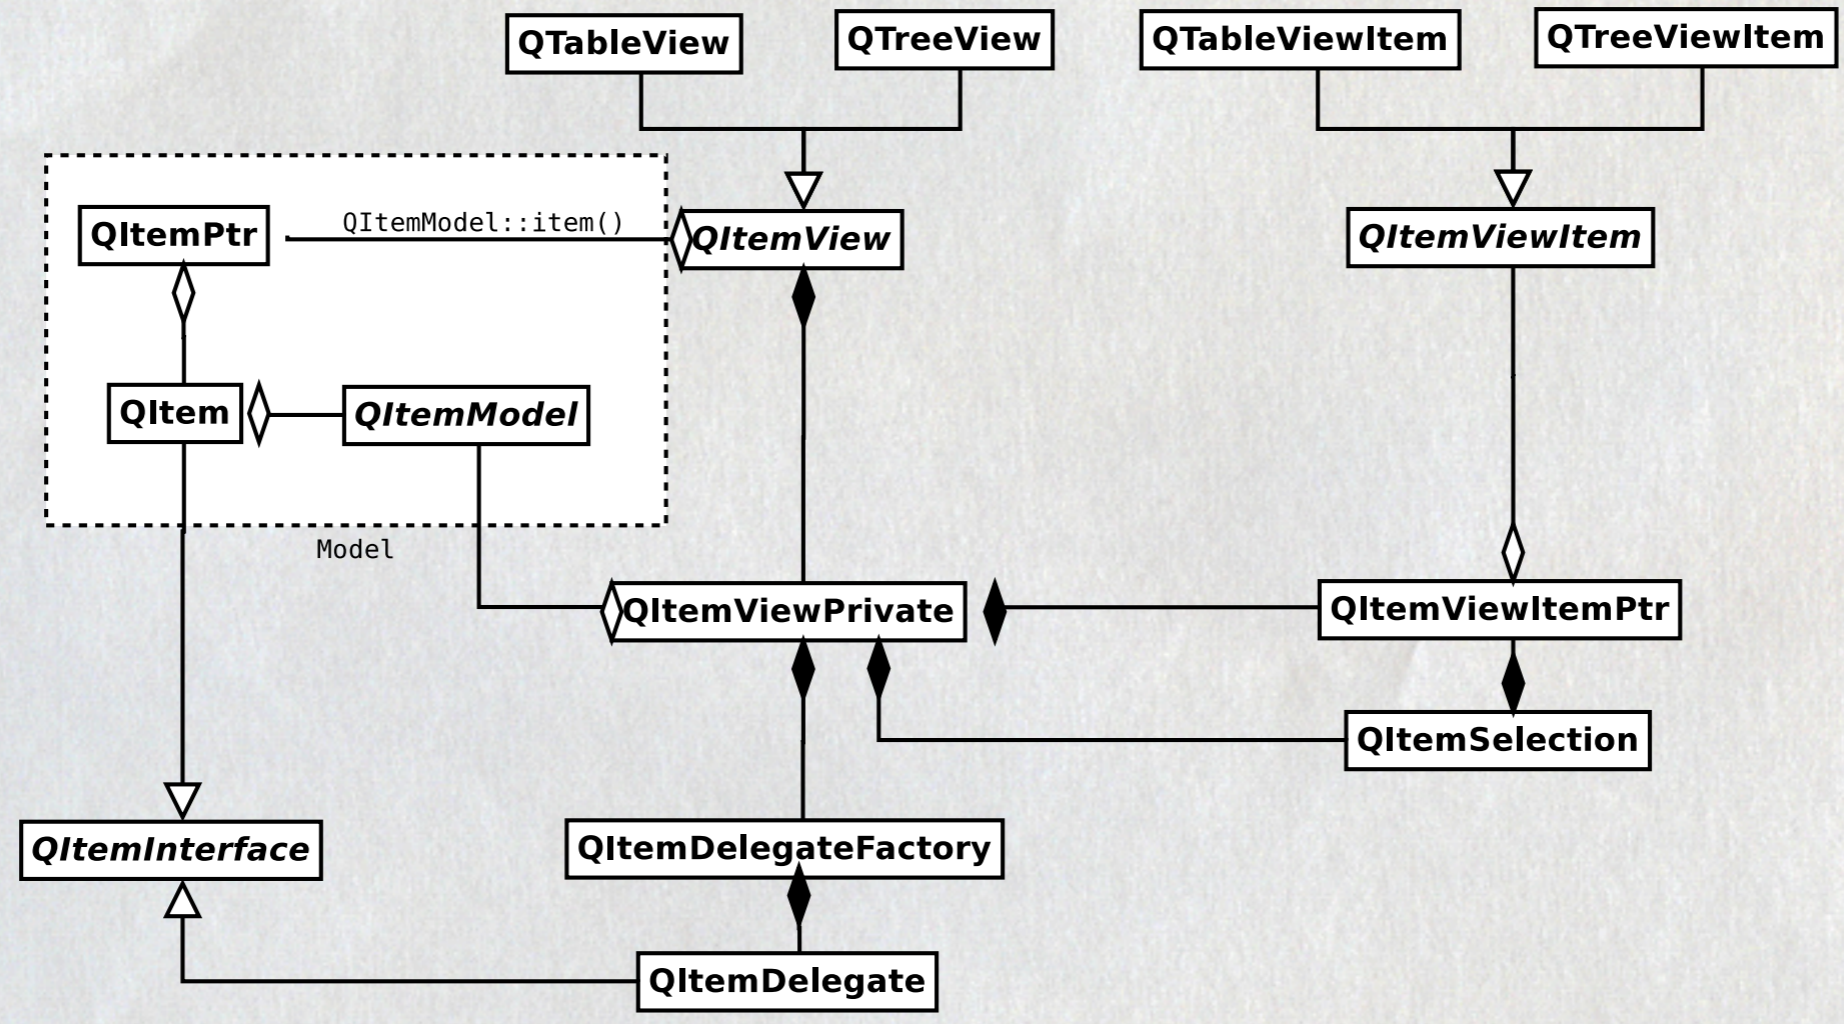 QTableView
QTreeView
QTableViewItem
QTreeViewItem
QItemPtr
QItemModel::item()
QItemView
QItemViewItem
QItem
QItemModel
Model
QItemViewPrivate
QItemViewItemPtr
QItemSelection
QItemInterface
QItemDelegateFactory
QItemDelegate